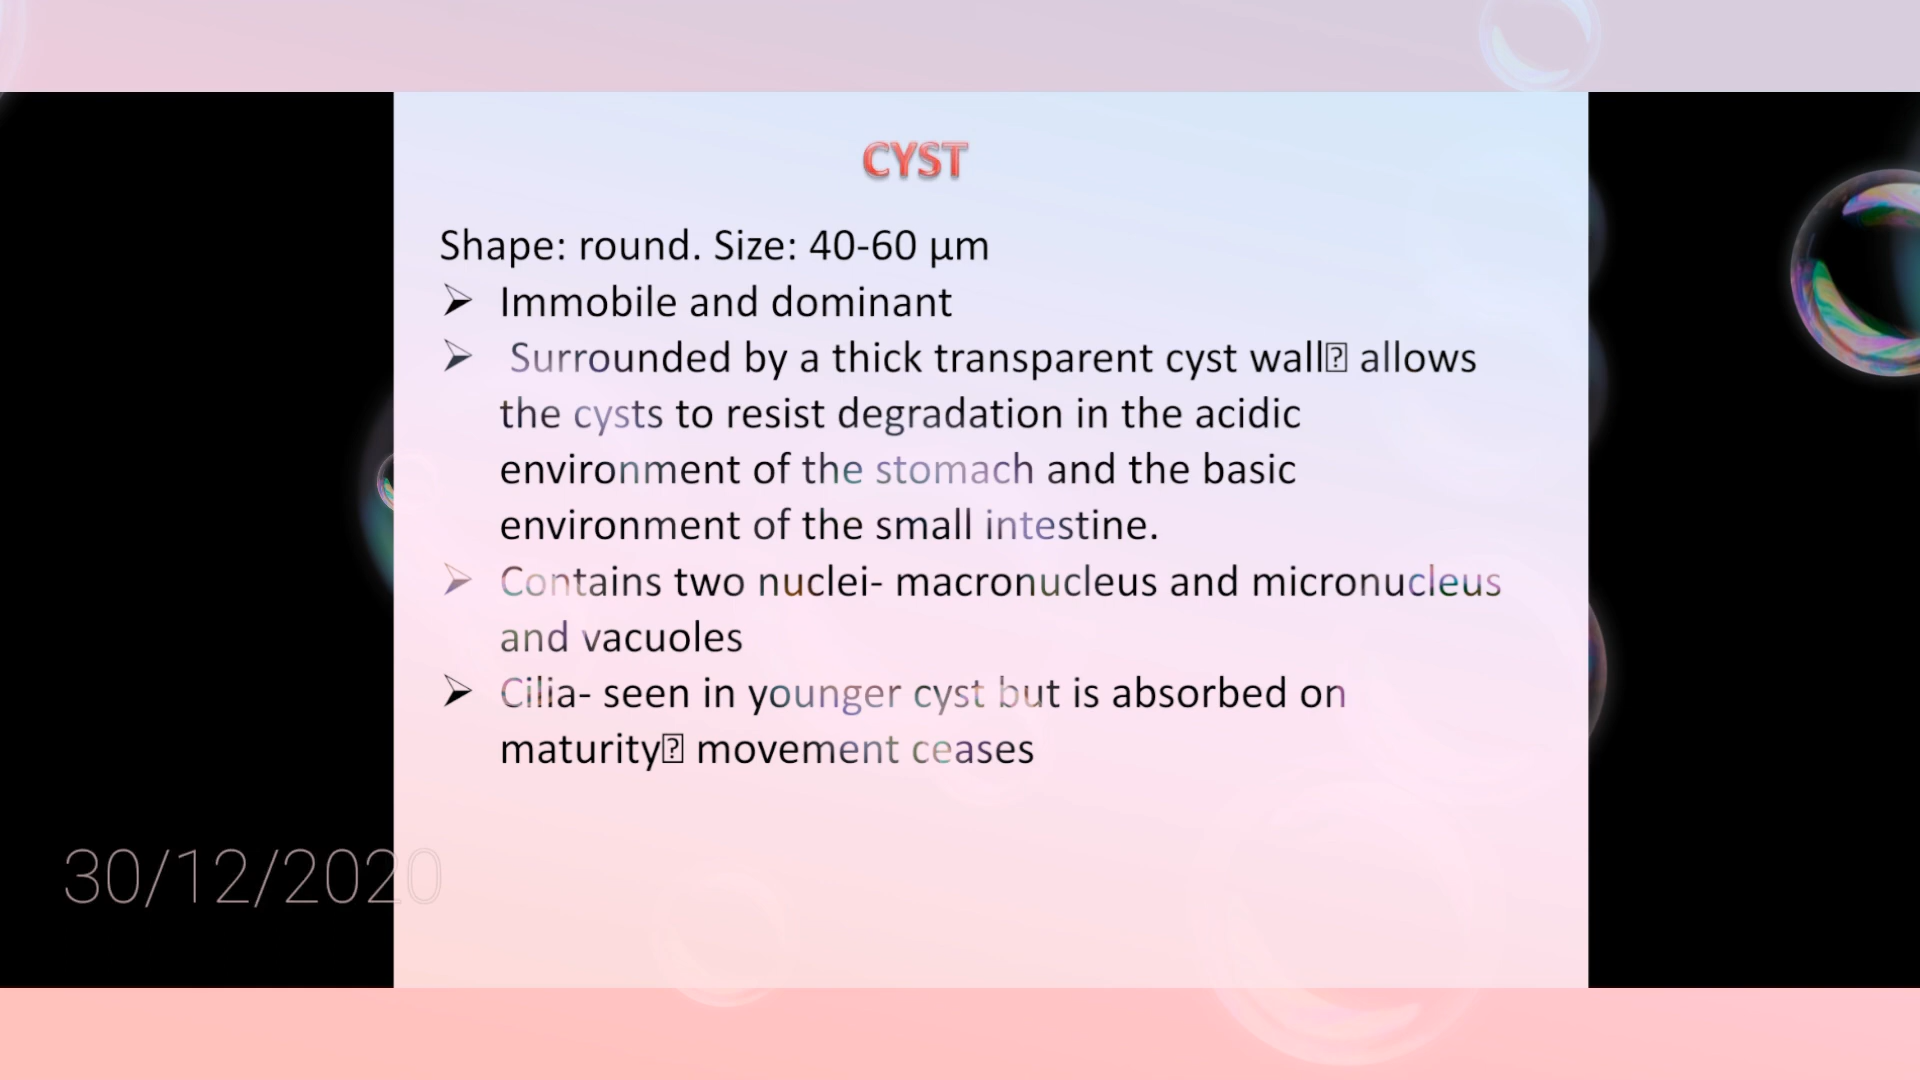 CYST
Shape: round. Size: 40-60 µm
➢ Immobile and dominant
➢ Surrounded by a thick transparent cyst wall⍰ allows
the cysts to resist degradation in the acidic
environment of the stomach and the basic
environment of the small intestine.
➢ Contains two nuclei- macronucleus and micronucleus
and vacuoles
➢ Cilia- seen in younger cyst but is absorbed on
maturity⍰ movement ceases
30/12/2020